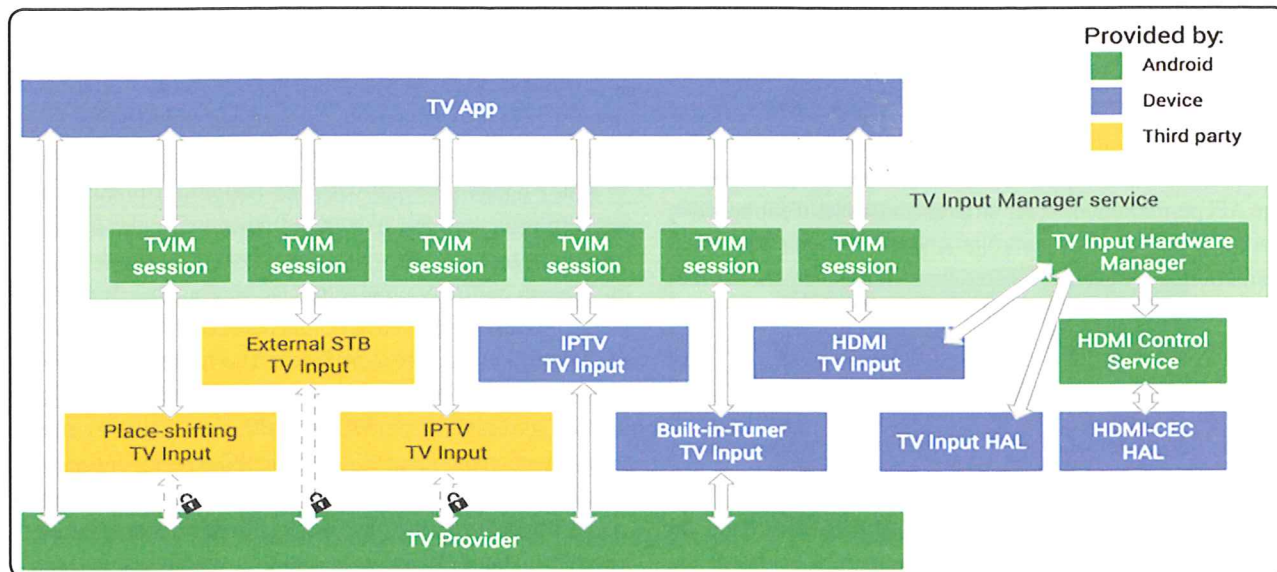 Provided by:
Android
Device
Third party
TV App
TV Input Manager service
TVIM
session
TVIM
session
TVIM
session
TVIM
session
TVIM
session
TVIM
session
TV Input Hardware
Manager
External STB
TV Input
IPTV
TV Input
HDMI
TV Input
HDMI Control
Service
Place-shifting
TV Input
IPTV
TV Input
Built-in-Tuner
TV Input
TV Input HAL
HDMI-CEC
HAL
TV Provider